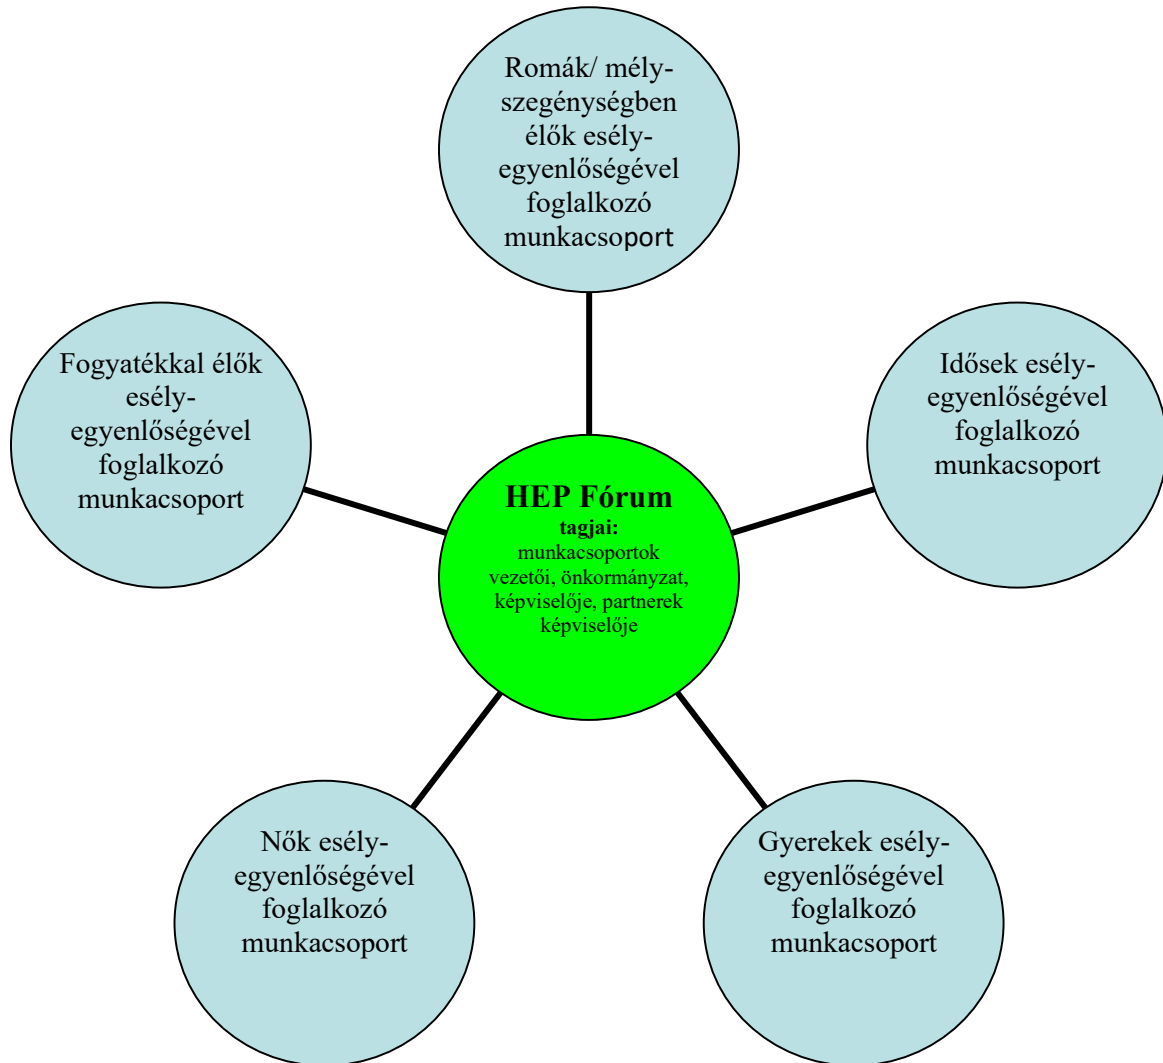 Romák/ mély-
szegénységben
élők esély-
egyenlőségével
foglalkozó
munkacsoport
Fogyatékkal élők
esély-
egyenlőségével
foglalkozó
munkacsoport
Idősek esély-
egyenlőségével
foglalkozó
munkacsoport
HEP Fórum
tagjai:
munkacsoportok
vezetői, önkormányzat,
képviselője, partnerek
képviselője
Nők esély-
egyenlőségével
foglalkozó
munkacsoport
Gyerekek esély-
egyenlőségével
foglalkozó
munkacsoport